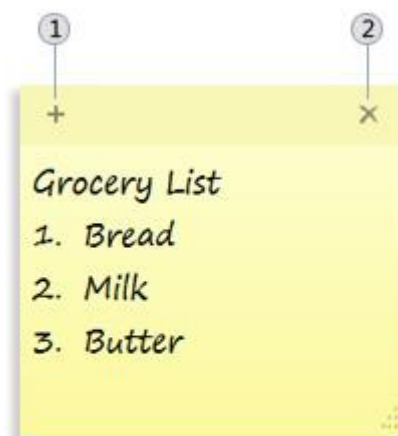 1 2
+ ×
Grocery List
1. Bread
2. Milk
3. Butter